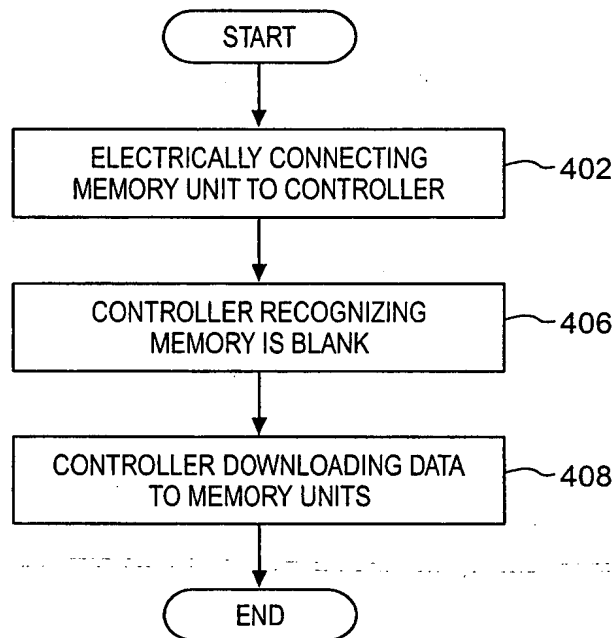 START
ELECTRICALLY CONNECTING
MEMORY UNIT TO CONTROLLER
402
CONTROLLER RECOGNIZING
MEMORY IS BLANK
406
CONTROLLER DOWNLOADING DATA
TO MEMORY UNITS
408
END